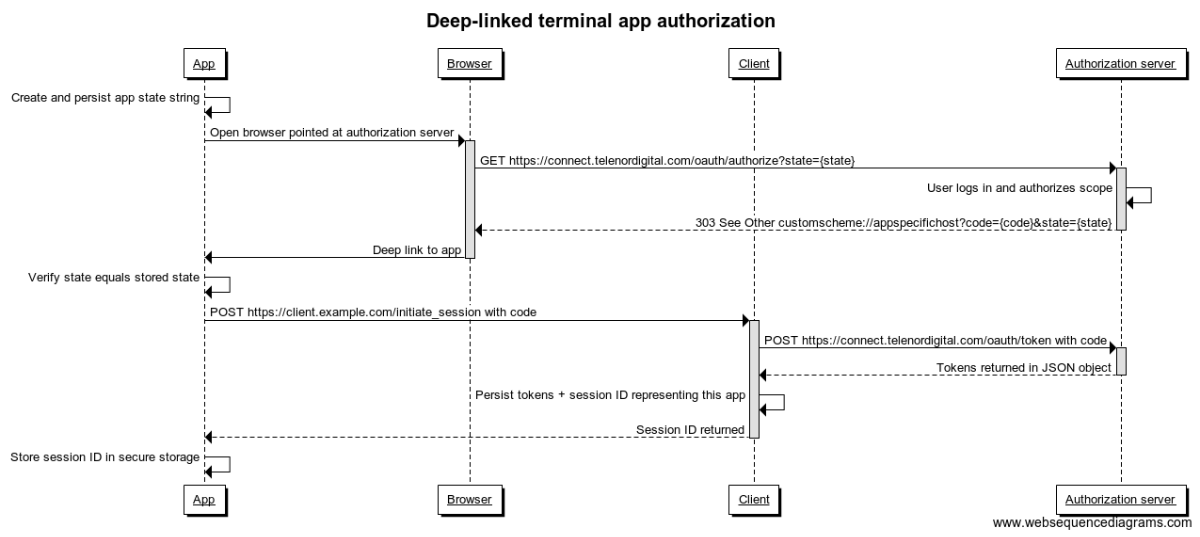 Deep-linked terminal app authorization
App
Browser
Client
Authorization server
Create and persist app state string
Open browser pointed at authorization server
GET https://connect.telenordigital.com/oauth/authorize?state={state}
User logs in and authorizes scope
303 See Other customscheme://appspecifichost?code={code}&state={state}
Deep link to app
Verify state equals stored state
POST https://client.example.com/initiate_session with code
POST https://connect.telenordigital.com/oauth/token with code
Tokens returned in JSON object
Persist tokens + session ID representing this app
Session ID returned
Store session ID in secure storage
App
Browser
Client
Authorization server
www.websequencediagrams.com